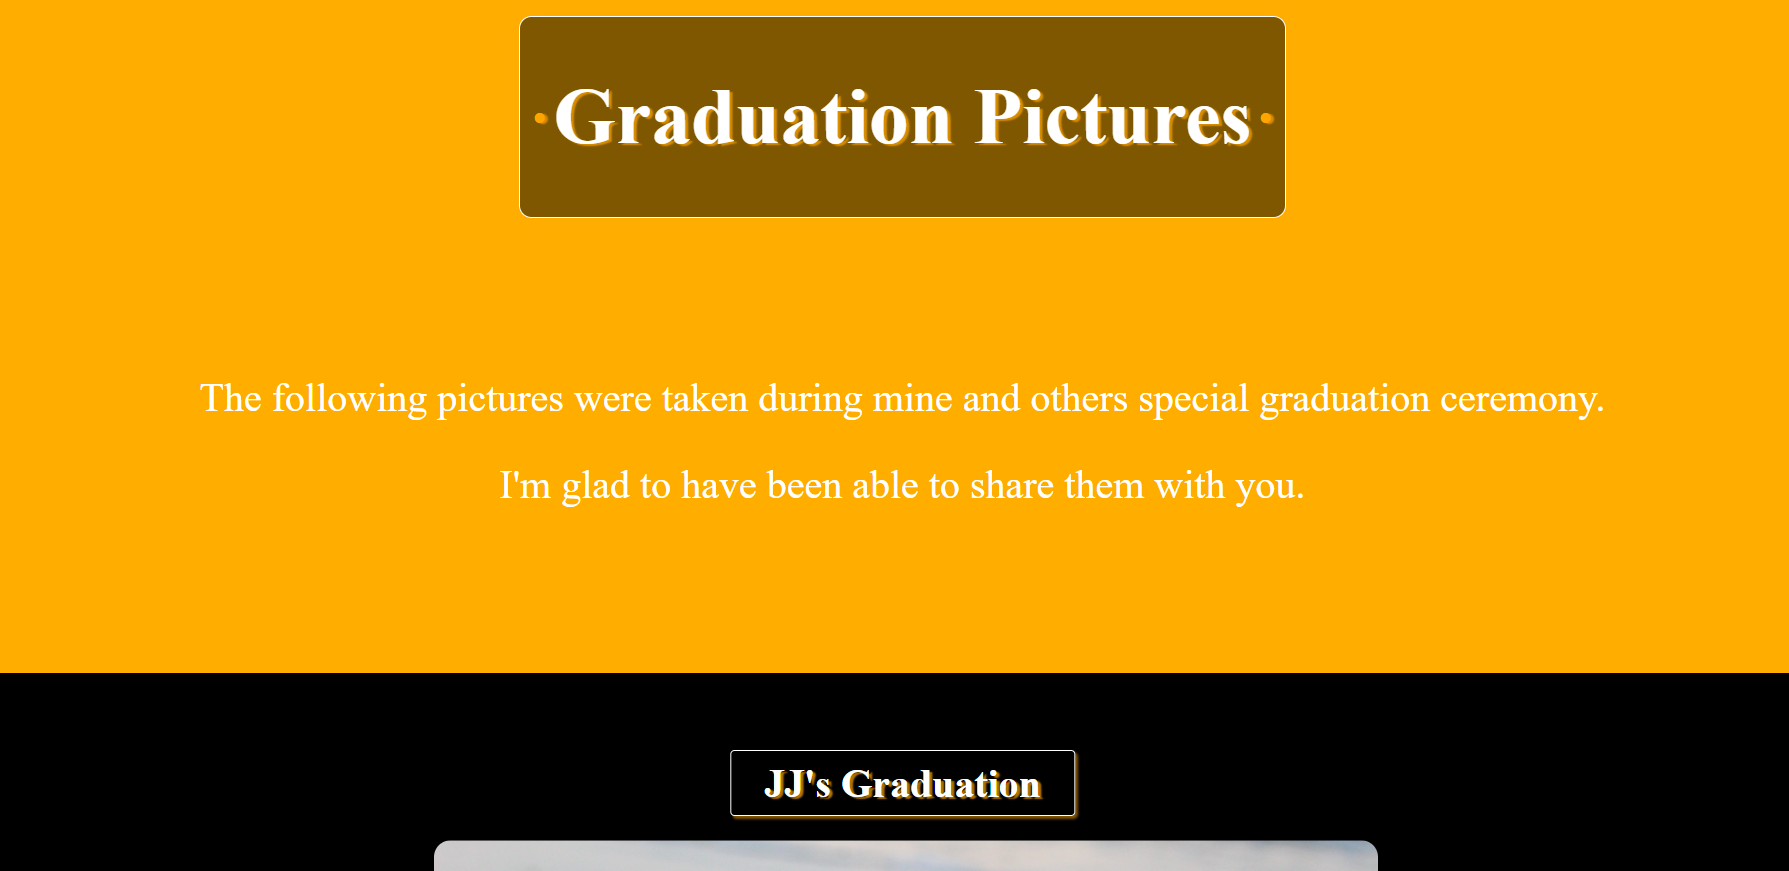 ·Graduation Pictures·
The following pictures were taken during mine and others special graduation ceremony.
I'm glad to have been able to share them with you.
JJ's Graduation